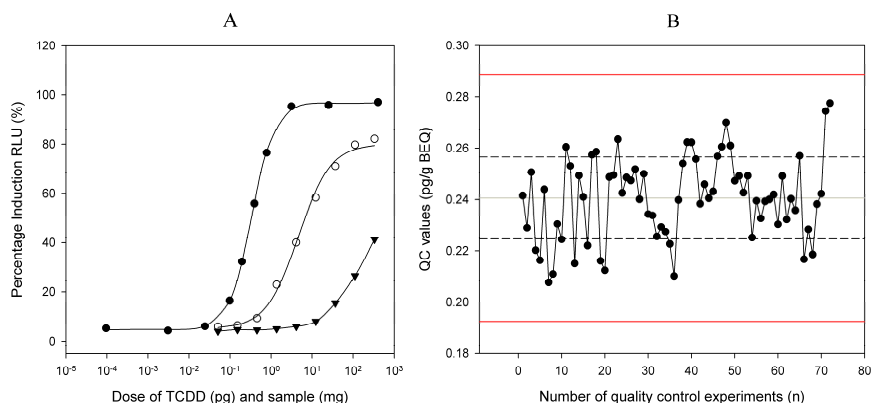 A
B
120
100
80
60
40
20
0
Percentage Induction RLU (%)
10-5 10-4 10-3 10-2 10-1 100 101 102 103
Dose of TCDD (pg) and sample (mg)
0.30
0.28
0.26
0.24
0.22
0.20
0.18
QC values (pg/g BEQ)
0 10 20 30 40 50 60 70 80
Number of quality control experiments (n)